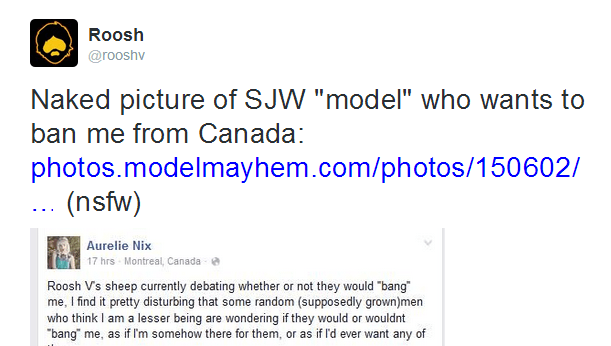 Roosh
@rooshv
Naked picture of SJW "model" who wants to
ban me from Canada:
photos.modelmayhem.com/photos/150602/
… (nsfw)
Aurelie Nix
17 hrs · Montreal, Canada ·
Roosh V's sheep currently debating whether or not they would "bang"
me, I find it pretty disturbing that some random (supposedly grown)men
who think I am a lesser being are wondering if they would or wouldnt
"bang" me, as if I'm somehow there for them, or as if I'd ever want any of